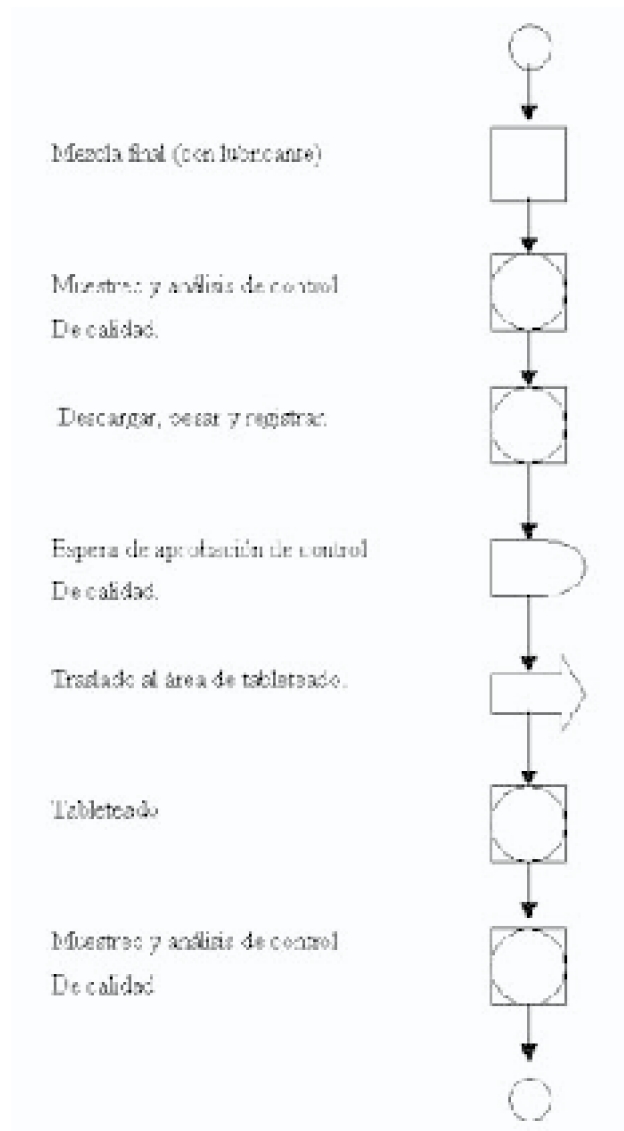 Mezcla final (con lubricante)
Muestreo y análisis de control
De calidad.
Descargar, pesar y registrar.
Espera de aprobación de control
De calidad.
Traslado al área de tableteado.
Tableteado
Muestreo y análisis de control
De calidad